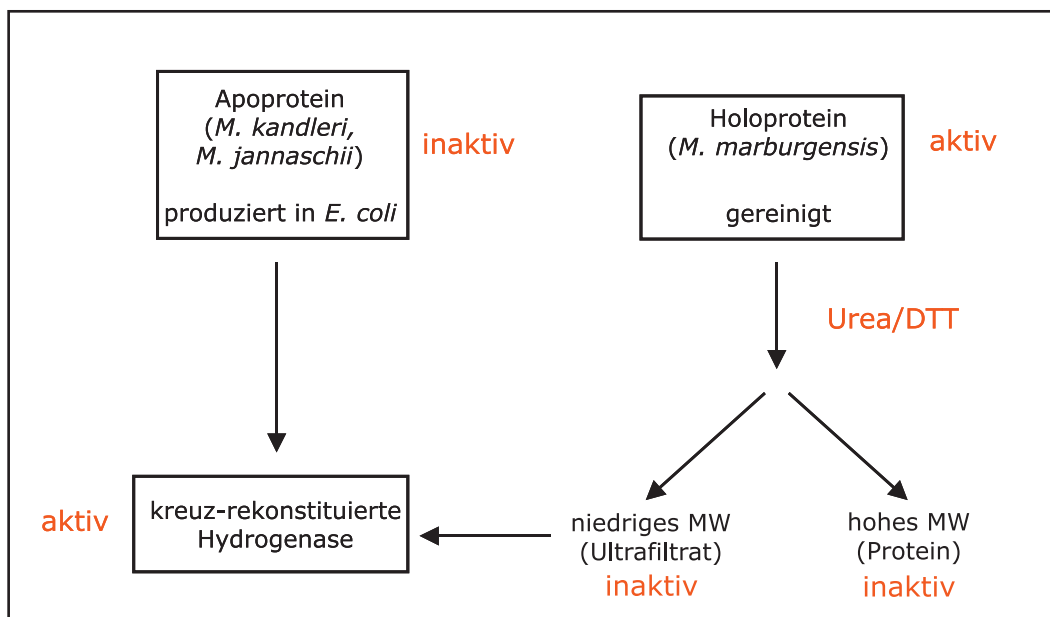 Apoprotein
(M. kandleri,
M. jannaschii)
produziert in E. coli
inaktiv
Holoprotein
(M. marburgensis)
gereinigt
aktiv
Urea/DTT
aktiv
kreuz-rekonstituierte
Hydrogenase
niedriges MW
(Ultrafiltrat)
inaktiv
hohes MW
(Protein)
inaktiv